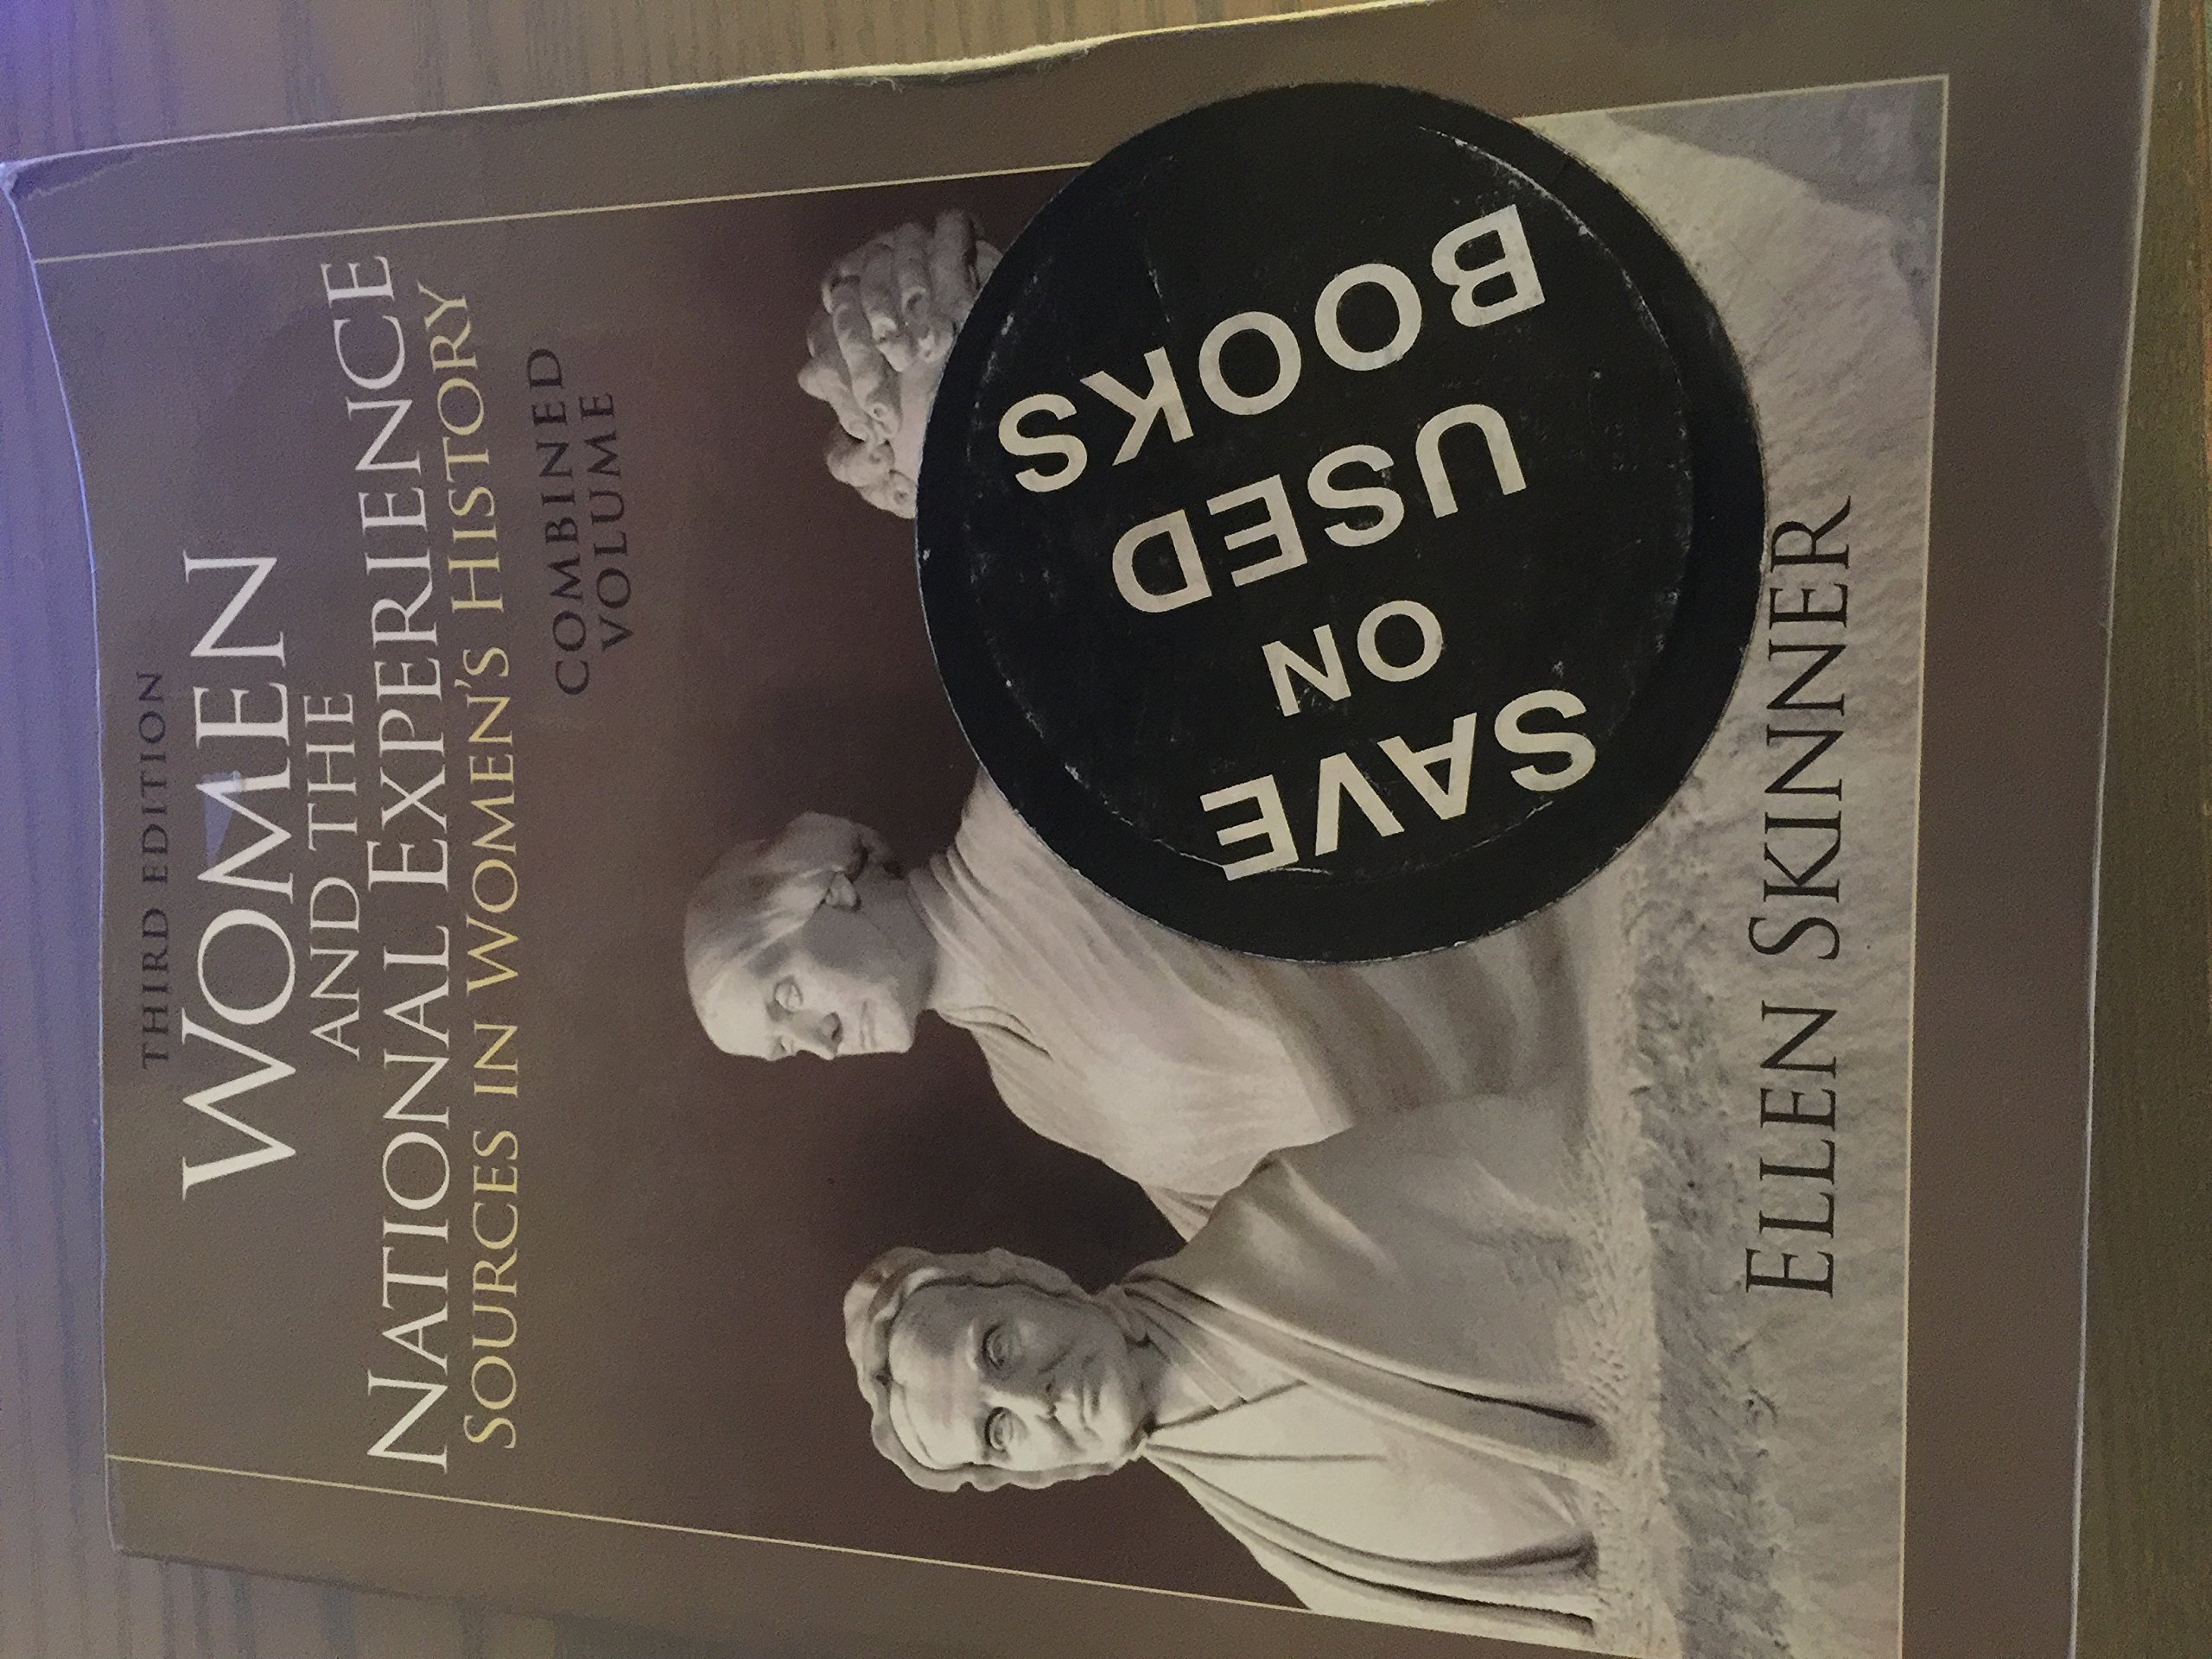 THIRD EDITION
WOMEN
AND THE
NATIONAL EXPERIENCE
SOURCES IN WOMEN'S HISTORY
COMBINED
VOLUME
SAVE
ON
USED
BOOKS
ELLEN SKINNER